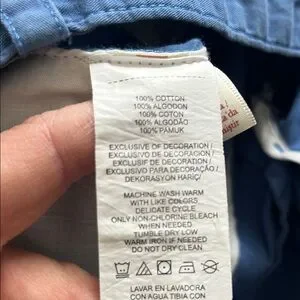 100% COTTON
100% ALGODON
100% COTON
100% ALGODÃO
100% PAMUK
EXCLUSIVE OF DECORATION /
EXCLUSIVO DE DECORACION /
EXCLUSIF DE DECORATION /
EXCLUSIVO PARA DECORAÇÃO /
DEKORASYON HARIÇ/
MACHINE WASH WARM
WITH LIKE COLORS
DELICATE CYCLE
ONLY NON-CHLORINE BLEACH
WHEN NEEDED
TUMBLE DRY LOW
WARM IRON IF NEEDED
DO NOT DRY CLEAN
LAVAR EN LAVADORA
CON AGUA TIBIA CON